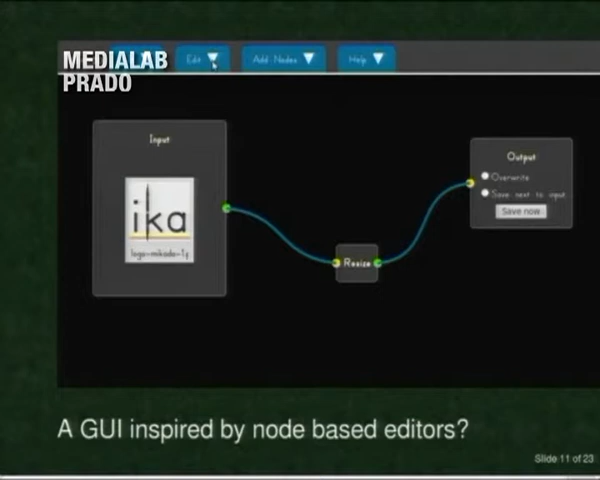 MEDIALAB
PRADO
Edit
Add Nodes
Help
Input
ika
Output
Overwrite
Save next to input
Save now
Resize
A GUI inspired by node based editors?
Slide 11 of 23